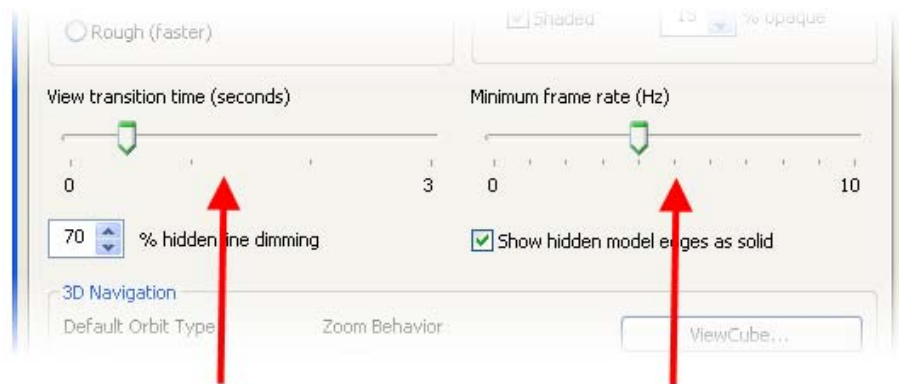 Rough (faster)
Shaded
15
% opaque
View transition time (seconds)
Minimum frame rate (Hz)
0
3
0
10
70
% hidden line dimming
Show hidden model edges as solid
3D Navigation
Default Orbit Type
Zoom Behavior
ViewCube...